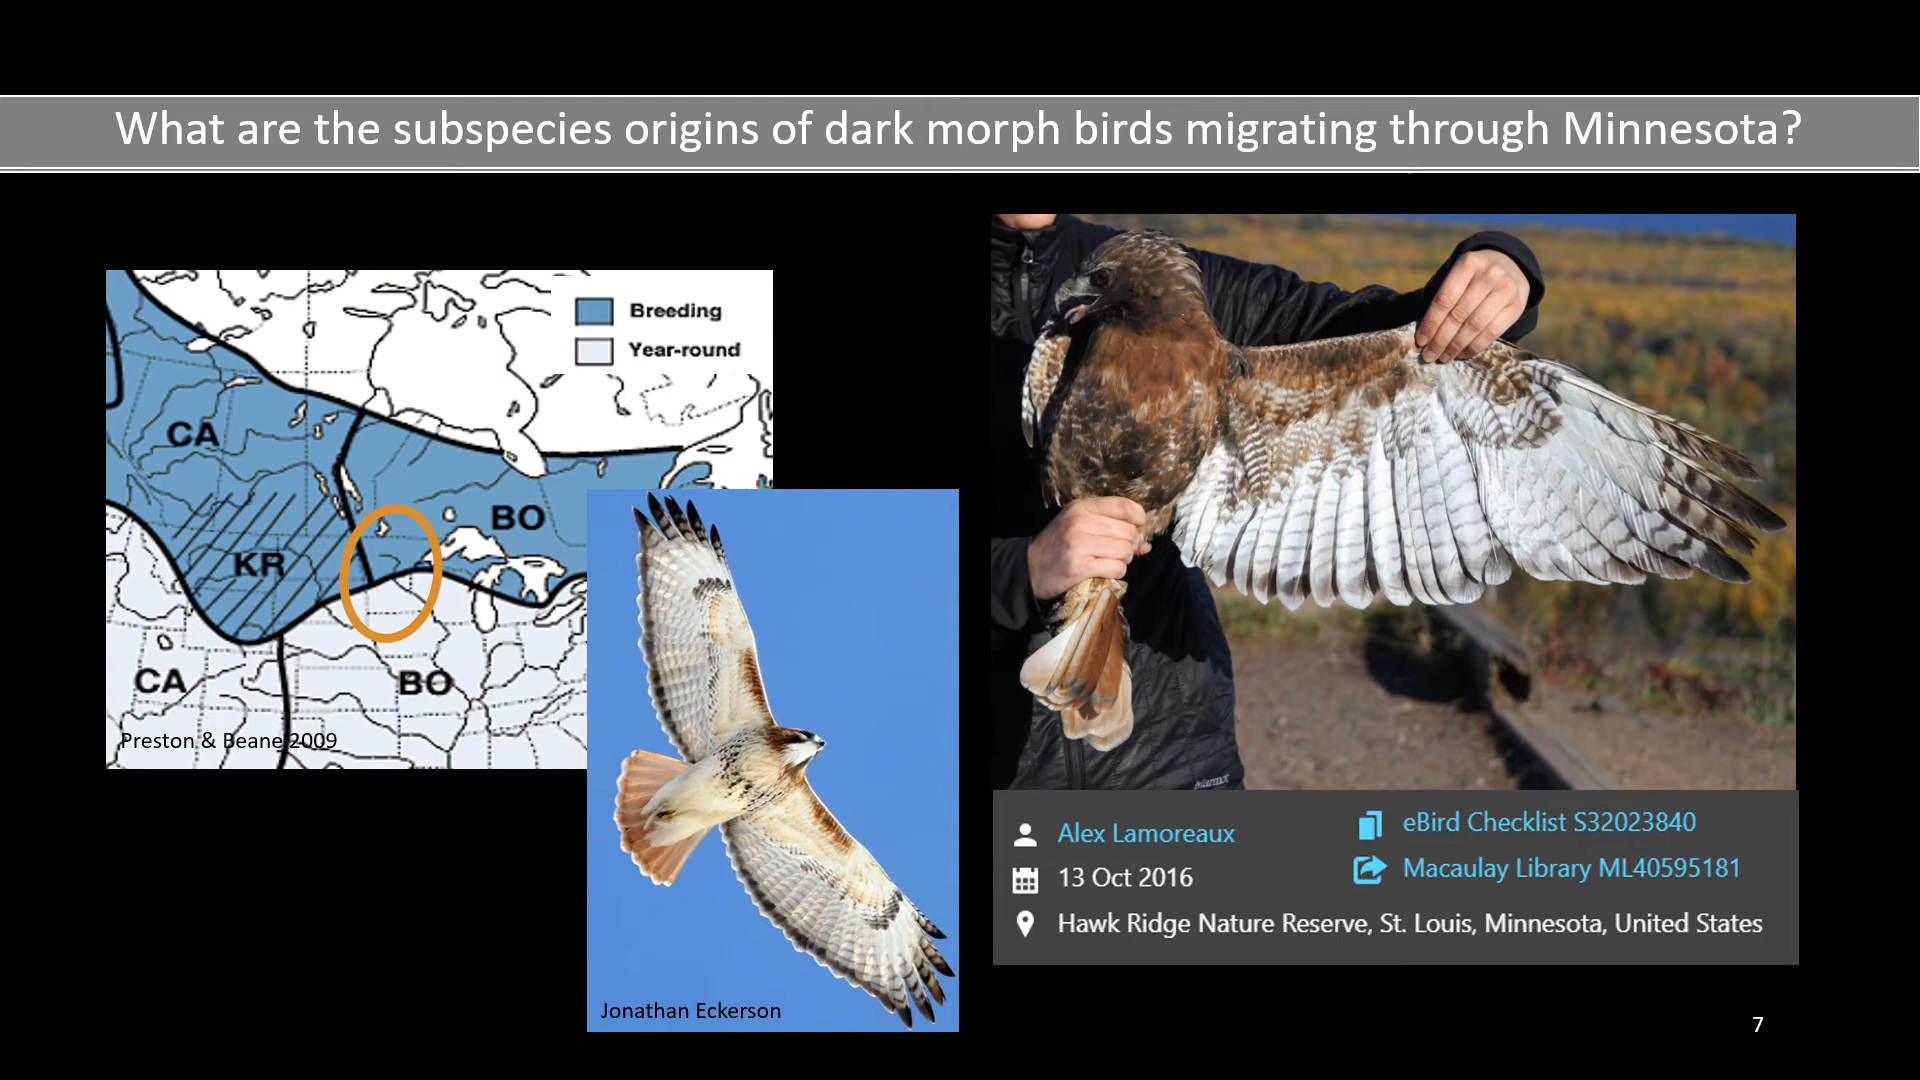 What are the subspecies origins of dark morph birds migrating through Minnesota?
Breeding
Year-round
CA
BO
KR
CA
BO
Preston & Beane 2009
Jonathan Eckerson
Marmot
Alex Lamoreaux
eBird Checklist S32023840
13 Oct 2016
Macaulay Library ML40595181
Hawk Ridge Nature Reserve, St. Louis, Minnesota, United States
7